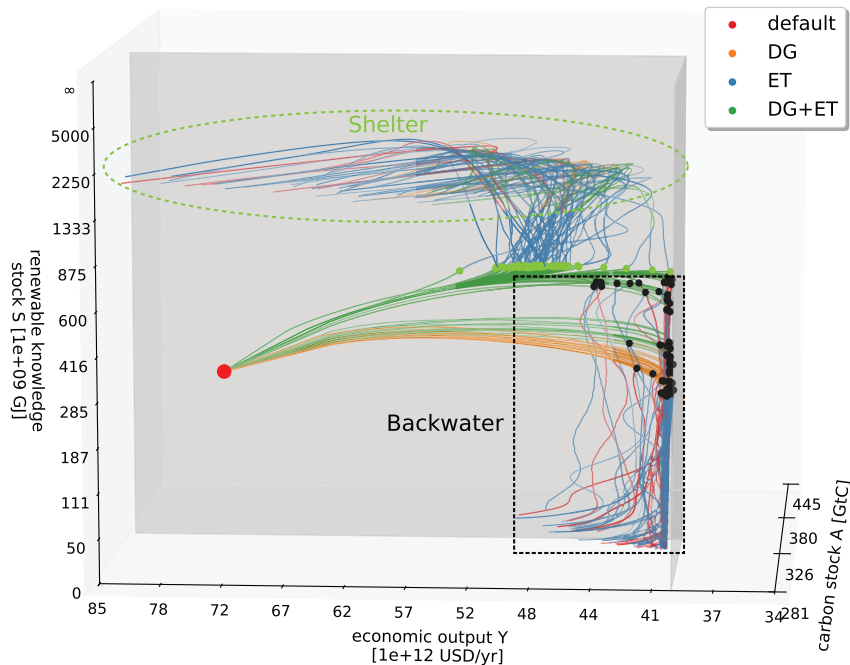 default
DG
ET
DG+ET
Shelter
Backwater
∞
5000
2250
1333
875
600
416
285
187
111
50
0
renewable knowledge
stock S [1e+09 GJ]
85
78
72
67
62
57
52
48
44
41
37
34
economic output Y
[1e+12 USD/yr]
445
380
326
281
carbon stock A [GtC]